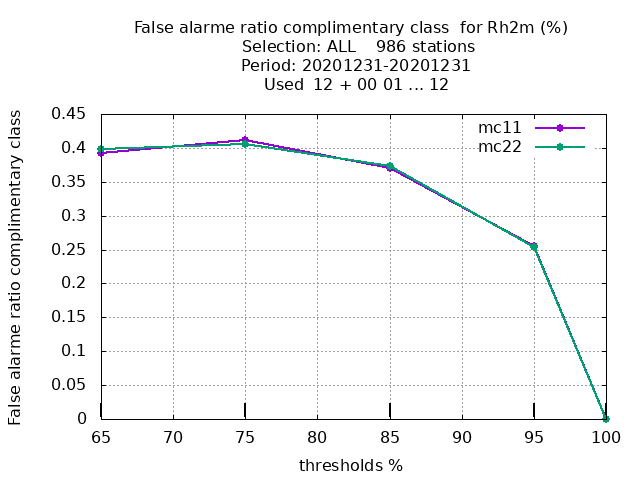 False alarme ratio complimentary class  for Rh2m (%)
Selection: ALL    986 stations
Period: 20201231-20201231
Used  12 + 00 01 ... 12
False alarme ratio complimentary class
0.45
0.4
0.35
0.3
0.25
0.2
0.15
0.1
0.05
0
mc11
mc22
65 70 75 80 85 90 95 100
thresholds %